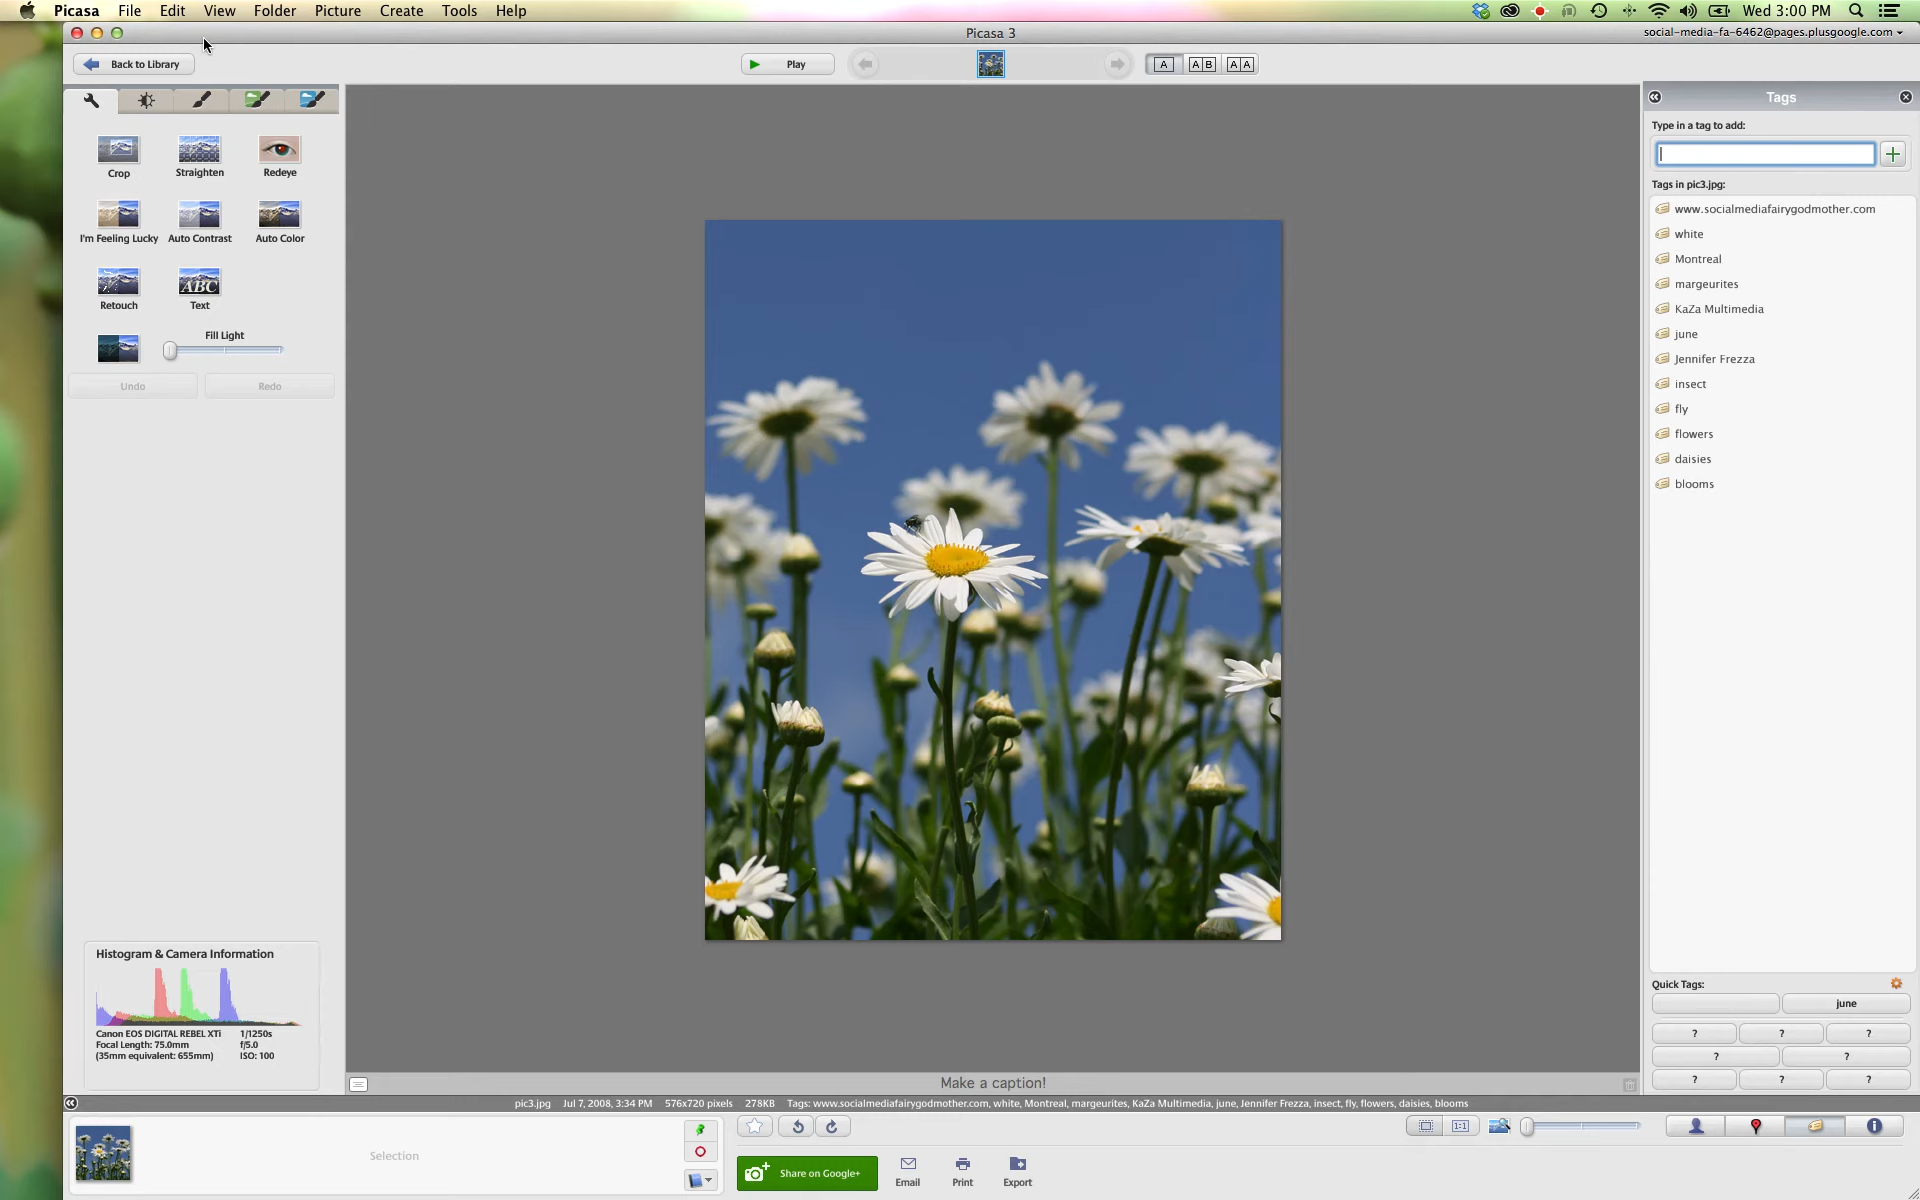 Picasa File Edit View Folder Picture Create Tools Help
Wed 3:00 PM
Picasa 3
social-media-fa-6462@pages.plusgoogle.com
Back to Library
Play
A
A B
A A
Crop
Straighten
Redeye
I'm Feeling Lucky
Auto Contrast
Auto Color
Retouch
ABC
Text
Fill Light
Undo
Redo
Histogram & Camera Information
Canon EOS DIGITAL REBEL XTi 1/1250s
Focal Length: 75.0mm f/5.0
(35mm equivalent: 655mm) ISO: 100
Tags
Type in a tag to add:
Tags in pic3.jpg:
www.socialmediafairygodmother.com
white
Montreal
margeurites
KaZa Multimedia
june
Jennifer Frezza
insect
fly
flowers
daisies
blooms
Quick Tags:
june
? ? ?
? ?
? ? ?
Make a caption!
pic3.jpg Jul 7, 2008, 3:34 PM 576x720 pixels 278KB Tags: www.socialmediafairygodmother.com, white, Montreal, margeurites, KaZa Multimedia, june, Jennifer Frezza, insect, fly, flowers, daisies, blooms
Selection
1:1
Share on Google+
Email
Print
Export